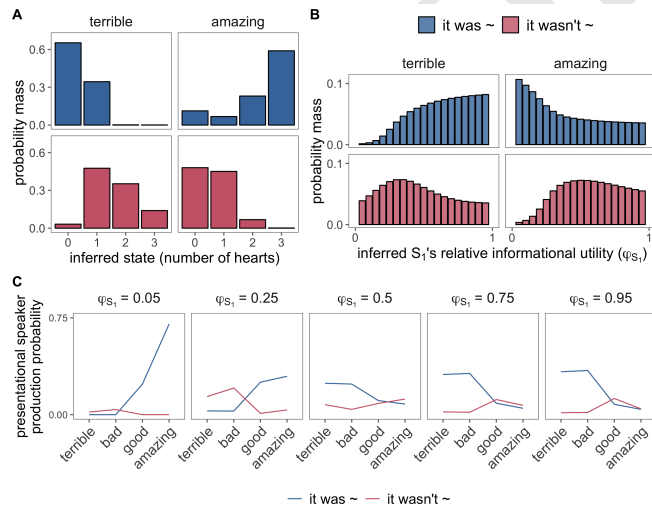 A
terrible
amazing
probability mass
0.6
0.3
0.0
0.6
0.3
0.0
0 1 2 3
0 1 2 3
inferred state (number of hearts)
B
it was ~ it wasn't ~
terrible
amazing
probability mass
0.1
0.0
0.1
0.0
0 1
0 1
inferred S1's relative informational utility (φS1)
C
φS1 = 0.05
φS1 = 0.25
φS1 = 0.5
φS1 = 0.75
φS1 = 0.95
presentational speaker
production probability
0.75
0.00
terrible bad good amazing
terrible bad good amazing
terrible bad good amazing
terrible bad good amazing
terrible bad good amazing
it was ~ it wasn't ~